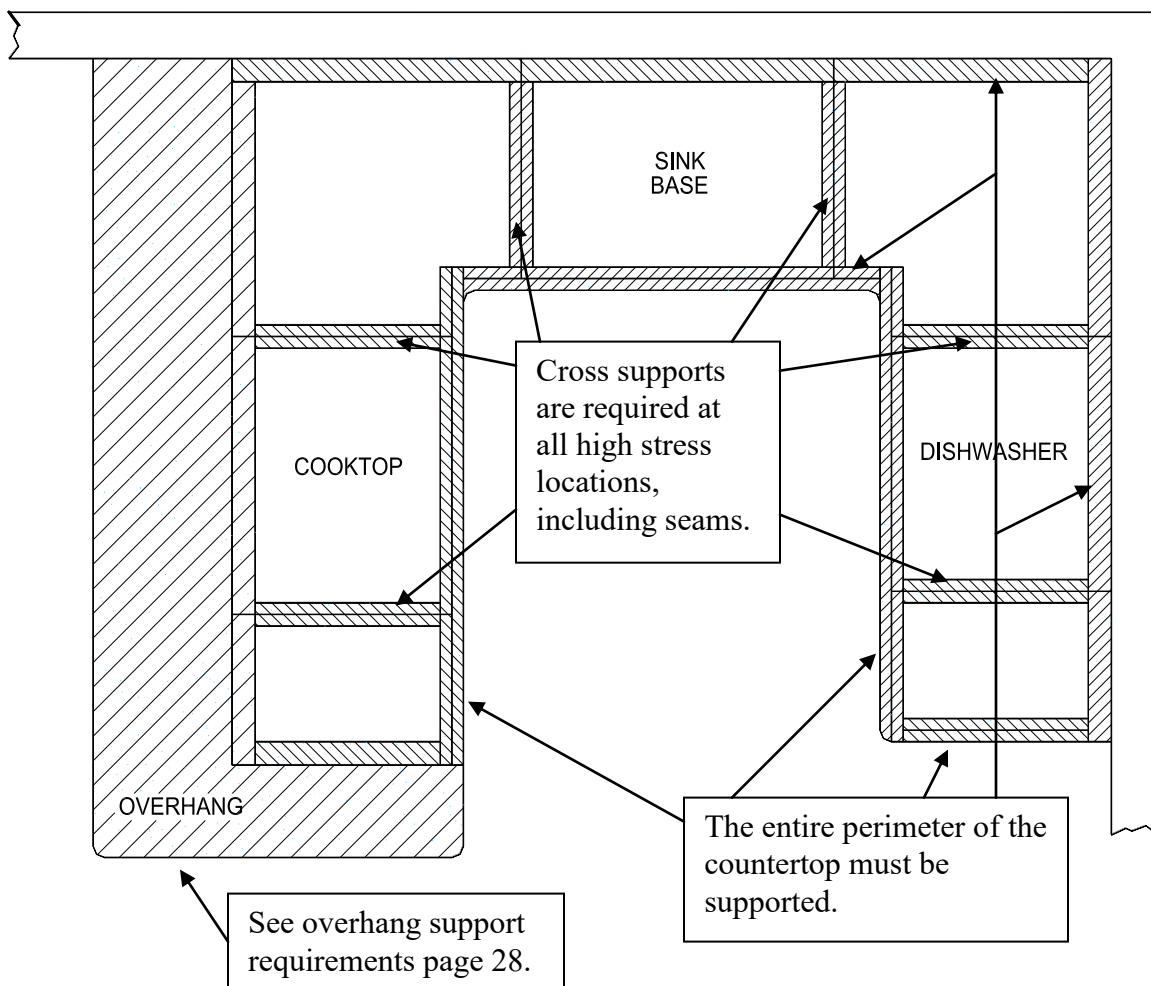 SINK
BASE
Cross supports
are required at
all high stress
locations,
including seams.
COOKTOP
DISHWASHER
OVERHANG
The entire perimeter of the
countertop must be
supported.
See overhang support
requirements page 28.